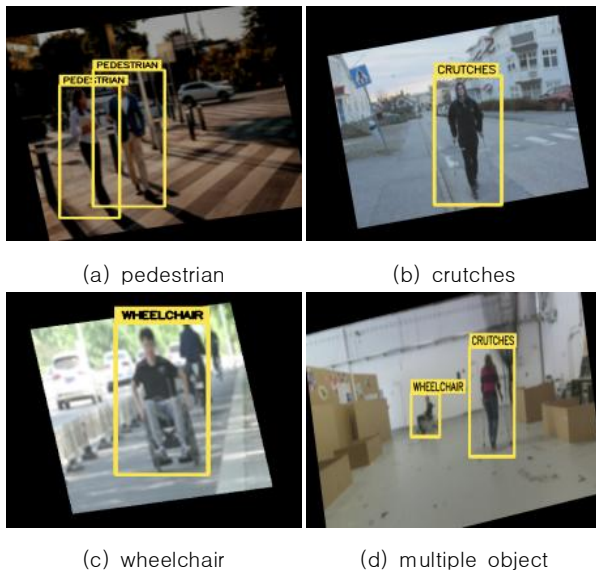 PEDESTRIAN
PEDESTRIAN
CRUTCHES
(a) pedestrian
(b) crutches
WHEELCHAIR
CRUTCHES
WHEELCHAIR
(c) wheelchair
(d) multiple object